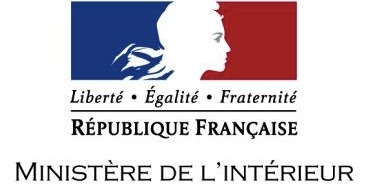 Liberté • Égalité • Fraternité
RÉPUBLIQUE FRANÇAISE
MINISTÈRE DE L'INTÉRIEUR